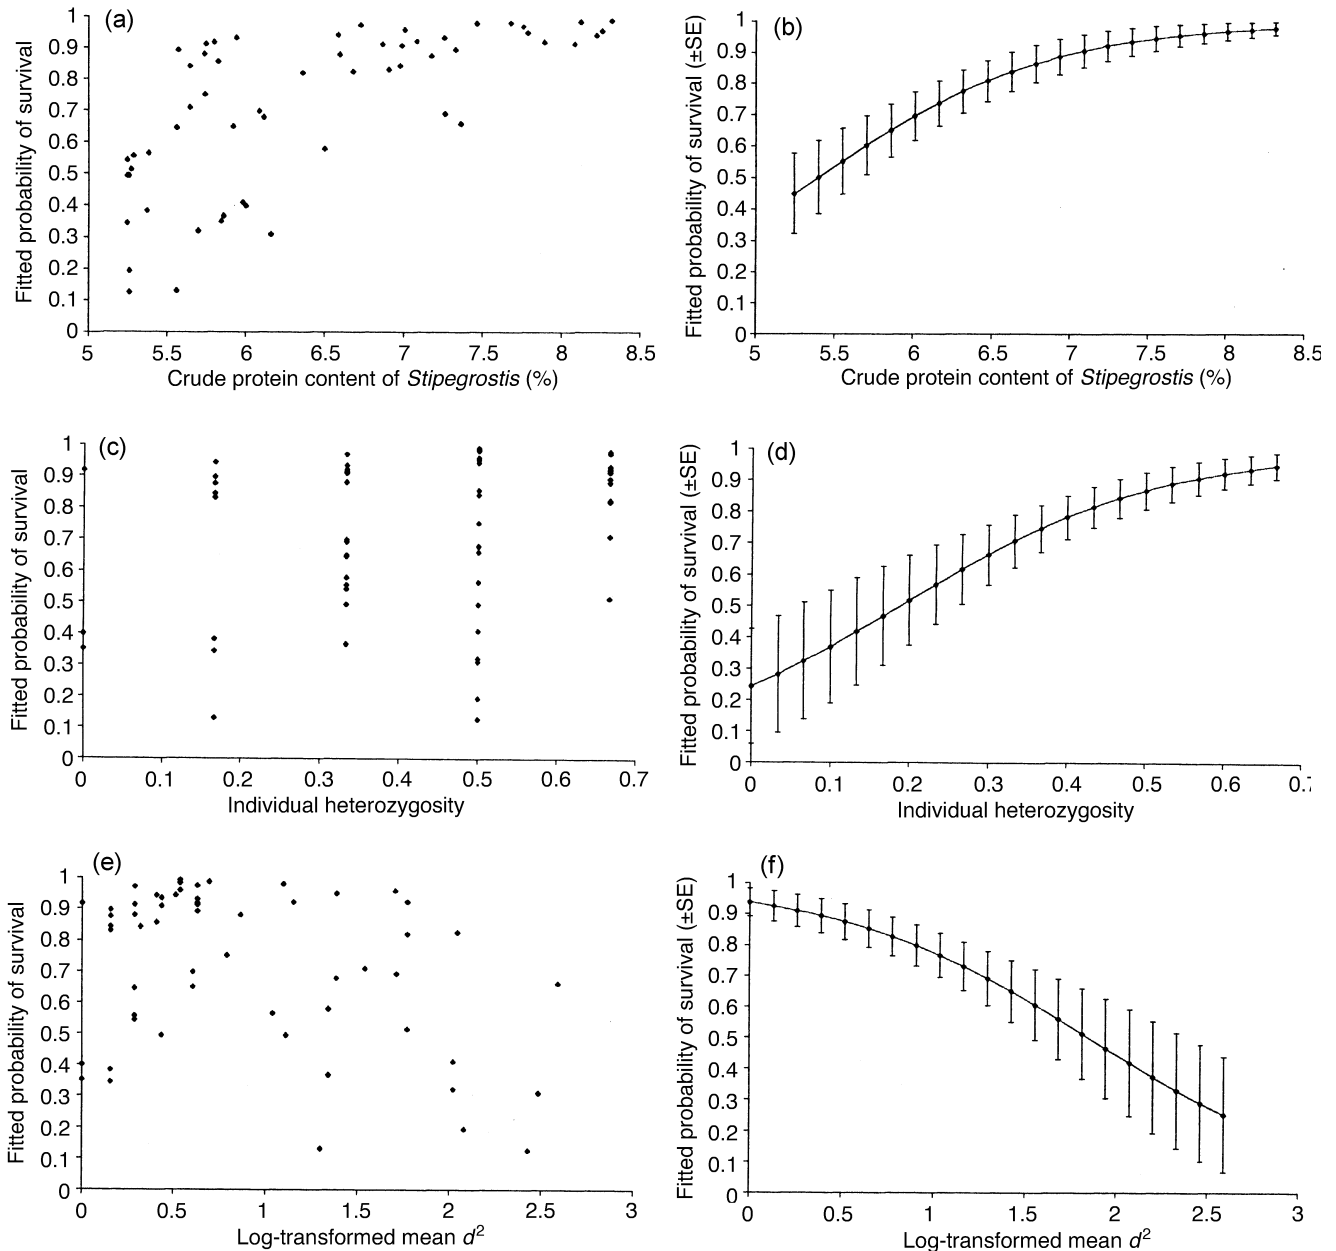 (a)
Fitted probability of survival
1
0.9
0.8
0.7
0.6
0.5
0.4
0.3
0.2
0.1
0
5 5.5 6 6.5 7 7.5 8 8.5
Crude protein content of Stipegrostis (%)
(b)
Fitted probability of survival (±SE)
1
0.9
0.8
0.7
0.6
0.5
0.4
0.3
0.2
0.1
0
5 5.5 6 6.5 7 7.5 8 8.5
Crude protein content of Stipegrostis (%)
(c)
Fitted probability of survival
1
0.9
0.8
0.7
0.6
0.5
0.4
0.3
0.2
0.1
0
0 0.1 0.2 0.3 0.4 0.5 0.6 0.7
Individual heterozygosity
(d)
Fitted probability of survival (±SE)
1
0.9
0.8
0.7
0.6
0.5
0.4
0.3
0.2
0.1
0
0 0.1 0.2 0.3 0.4 0.5 0.6 0.7
Individual heterozygosity
(e)
Fitted probability of survival
1
0.9
0.8
0.7
0.6
0.5
0.4
0.3
0.2
0.1
0
0 0.5 1 1.5 2 2.5 3
Log-transformed mean d²
(f)
Fitted probability of survival (±SE)
1
0.9
0.8
0.7
0.6
0.5
0.4
0.3
0.2
0.1
0
0 0.5 1 1.5 2 2.5 3
Log-transformed mean d²